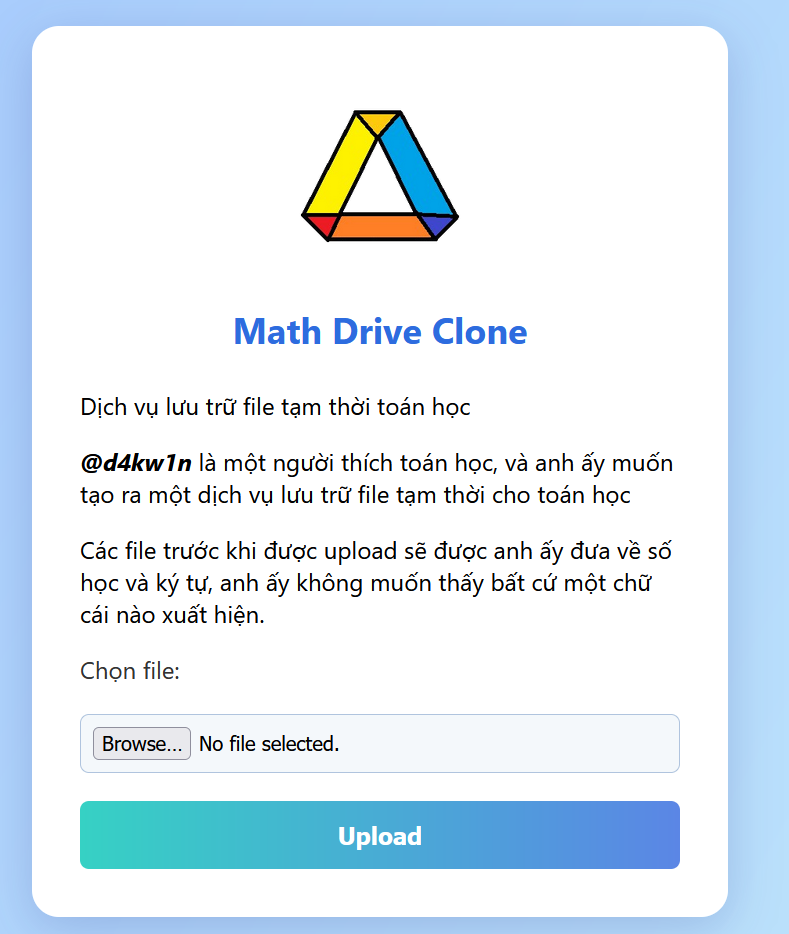 Math Drive Clone
Dịch vụ lưu trữ file tạm thời toán học
@d4kw1n là một người thích toán học, và anh ấy muốn
tạo ra một dịch vụ lưu trữ file tạm thời cho toán học
Các file trước khi được upload sẽ được anh ấy đưa về số
học và ký tự, anh ấy không muốn thấy bất cứ một chữ
cái nào xuất hiện.
Chọn file:
Browse... No file selected.
Upload